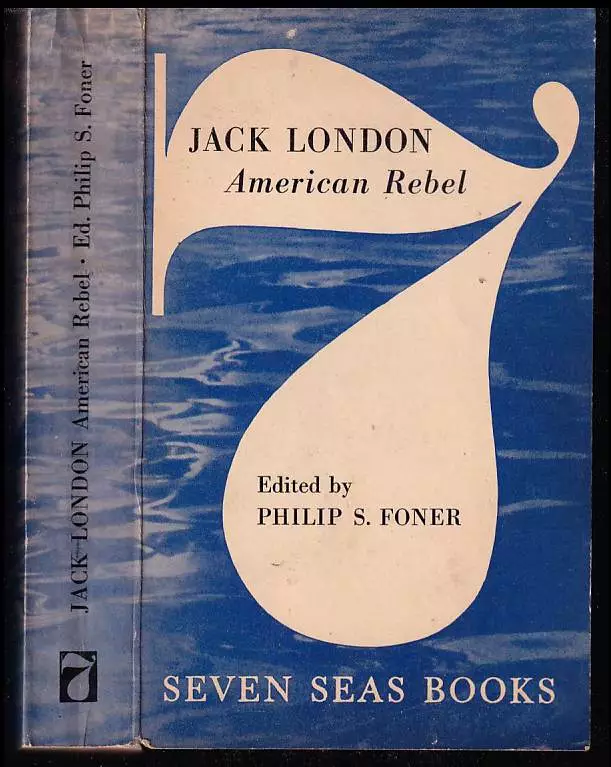 JACK LONDON American Rebel · Ed. Philip S. Foner
7
7
JACK LONDON
American Rebel
Edited by
PHILIP S. FONER
SEVEN SEAS BOOKS